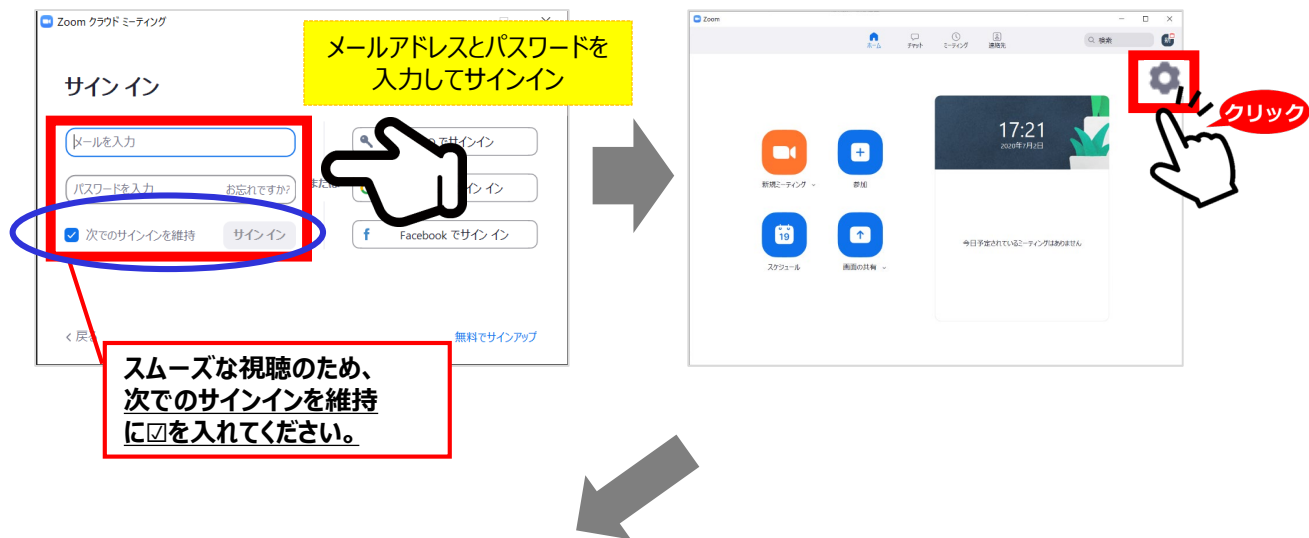 Zoom クラウド ミーティング
メールアドレスとパスワードを
入力してサインイン
サイン イン
メールを入力
でサインイン
パスワードを入力
お忘れですか?
または
イン イン
次でのサインインを維持
サイン イン
f Facebook でサイン イン
< 戻
無料でサインアップ
スムーズな視聴のため、
次でのサインインを維持
に☑を入れてください。
Zoom
ホーム
チャット
ミーティング
連絡先
検索
クリック
17:21
2020年7月2日
新規ミーティング
参加
19
スケジュール
画面の共有
今日予定されているミーティングはありません